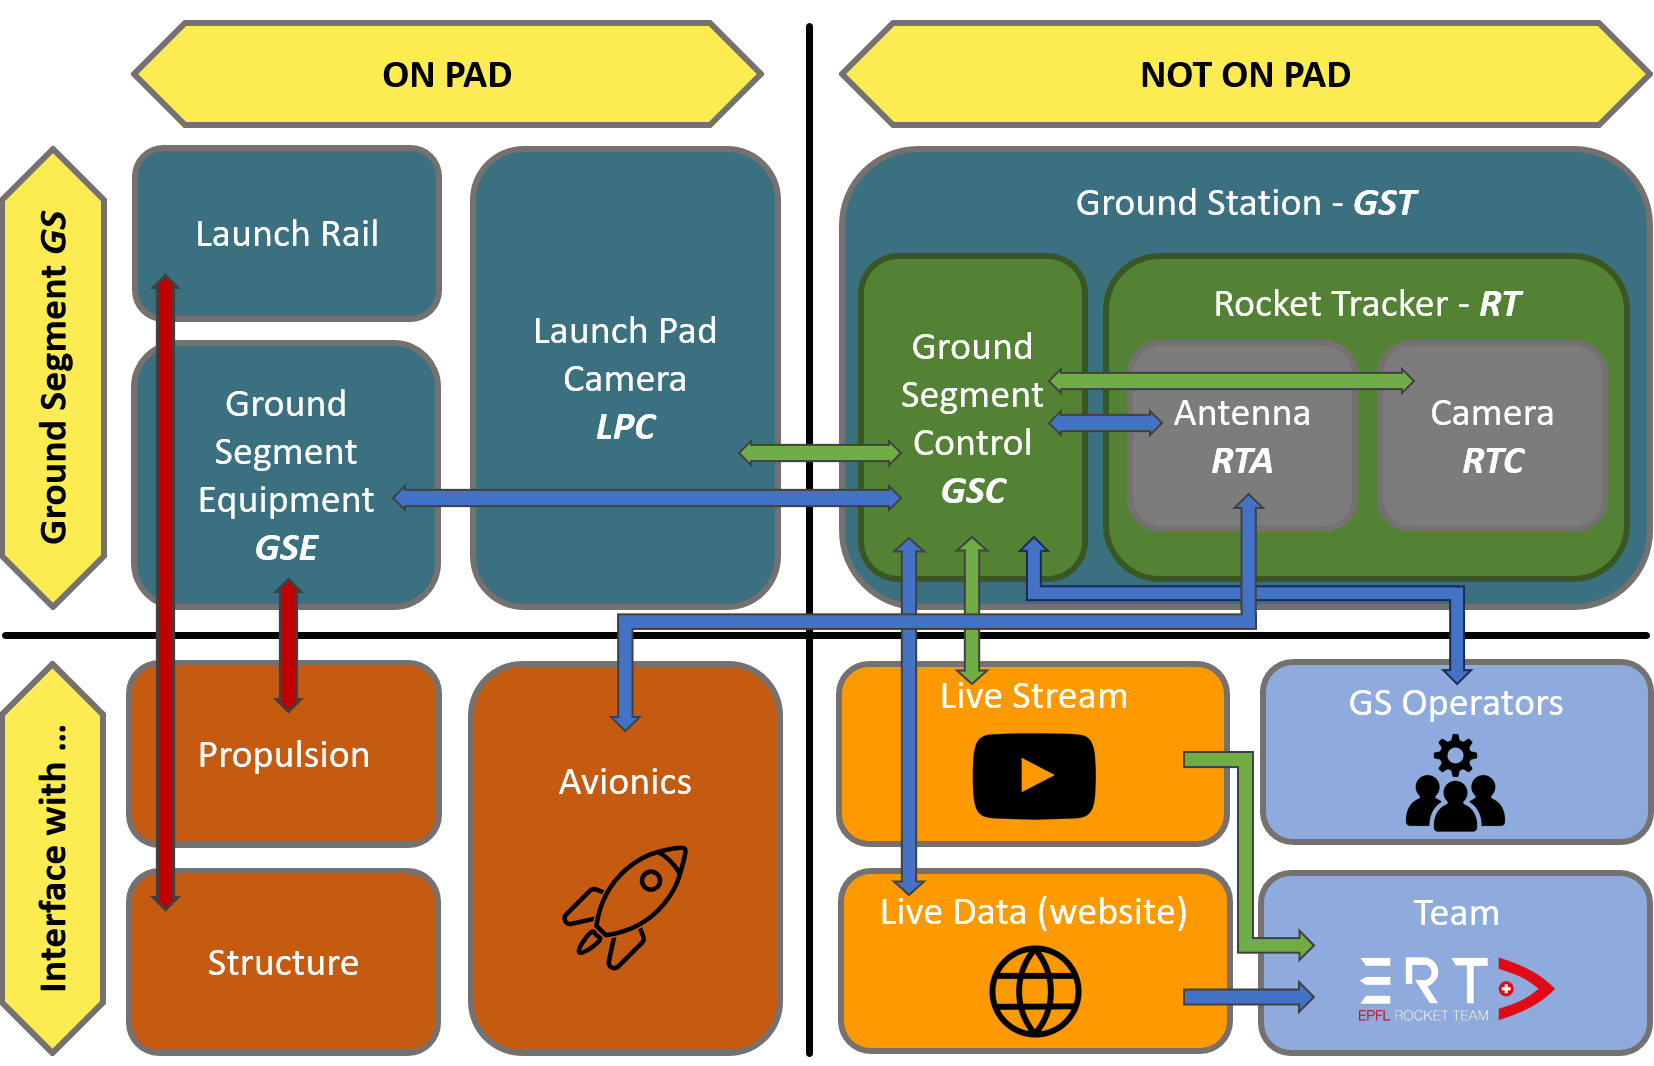 ON PAD
NOT ON PAD
Ground Segment GS
Launch Rail
Ground
Segment
Equipment
GSE
Launch Pad
Camera
LPC
Ground Station - GST
Ground
Segment
Control
GSC
Rocket Tracker - RT
Antenna
RTA
Camera
RTC
Interface with ...
Propulsion
Structure
Avionics
Live Stream
GS Operators
Live Data (website)
Team
ERT
EPFL ROCKET TEAM